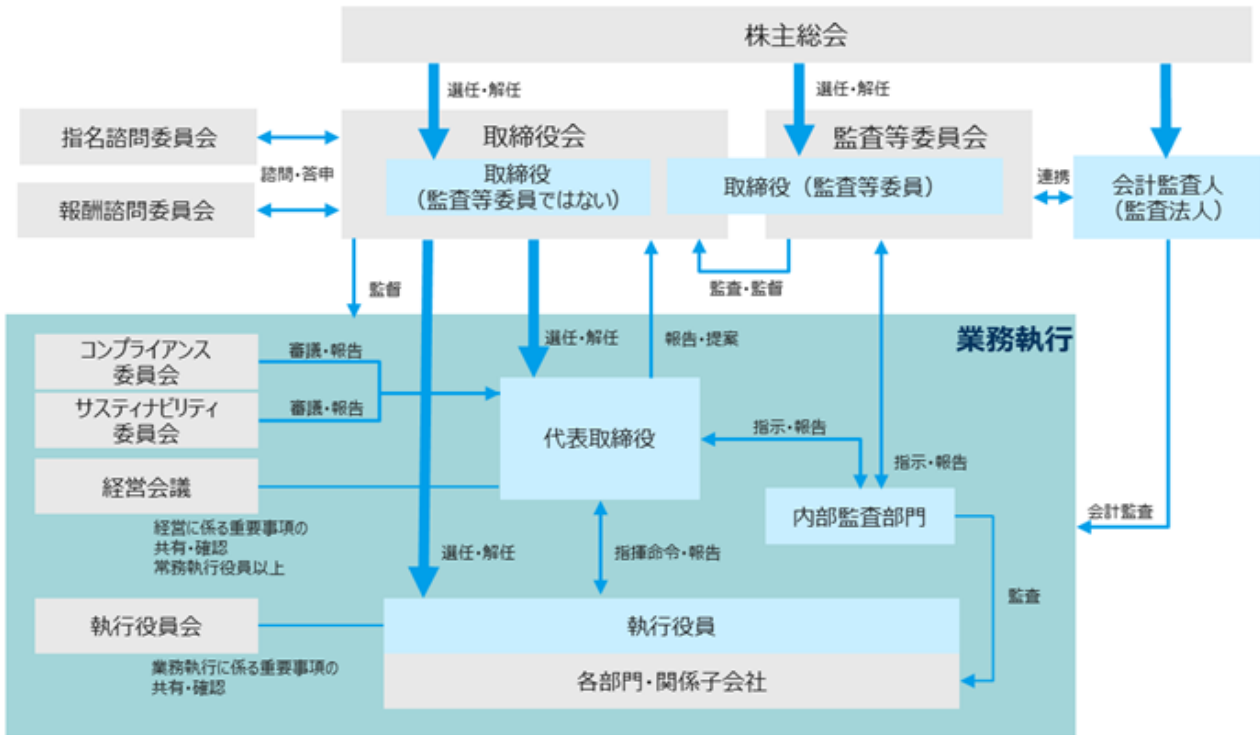 株主総会
選任・解任
選任・解任
指名諮問委員会
取締役会
監査等委員会
諮問・答申
取締役
（監査等委員ではない）
取締役（監査等委員）
連携
会計監査人
（監査法人）
報酬諮問委員会
監督
監査・監督
業務執行
コンプライアンス
委員会
審議・報告
選任・解任
報告・提案
サスティナビリティ
委員会
審議・報告
代表取締役
指示・報告
指示・報告
経営会議
内部監査部門
会計監査
経営に係る重要事項の
共有・確認
常務執行役員以上
選任・解任
指揮命令・報告
監査
執行役員会
執行役員
業務執行に係る重要事項の
共有・確認
各部門・関係子会社